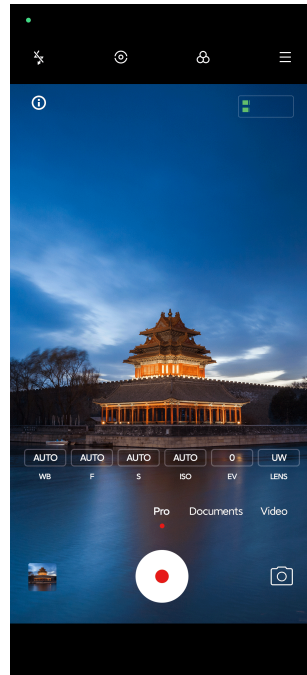 AUTO AUTO AUTO AUTO 0 UW
WB F S ISO EV LENS
Pro Documents Video